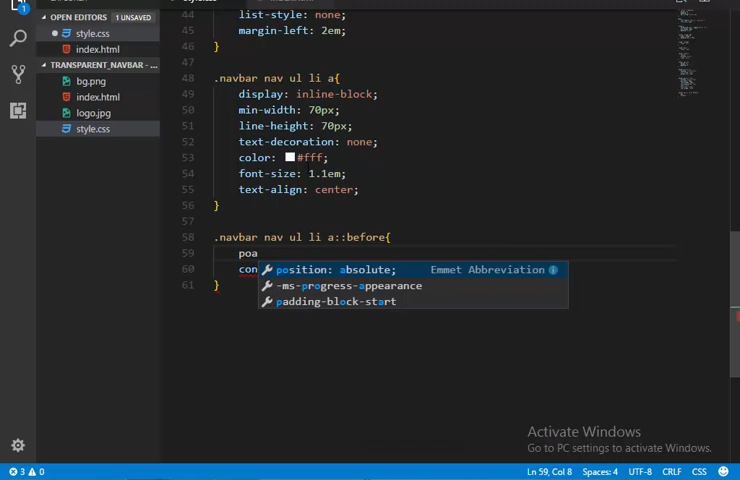 OPEN EDITORS 1 UNSAVED
style.css
index.html
TRANSPARENT_NAVBAR - ...
bg.png
index.html
logo.jpg
style.css
44 list-style: none;
45 margin-left: 2em;
46 }
47
48 .navbar nav ul li a{
49 display: inline-block;
50 min-width: 70px;
51 line-height: 70px;
52 text-decoration: none;
53 color: #fff;
54 font-size: 1.1em;
55 text-align: center;
56 }
57
58 .navbar nav ul li a::before{
59 poa
60 con
position: absolute; Emmet Abbreviation
-ms-progress-appearance
padding-block-start
61 }
Activate Windows
Go to PC settings to activate Windows.
3 0 Ln 59, Col 8 Spaces: 4 UTF-8 CRLF CSS